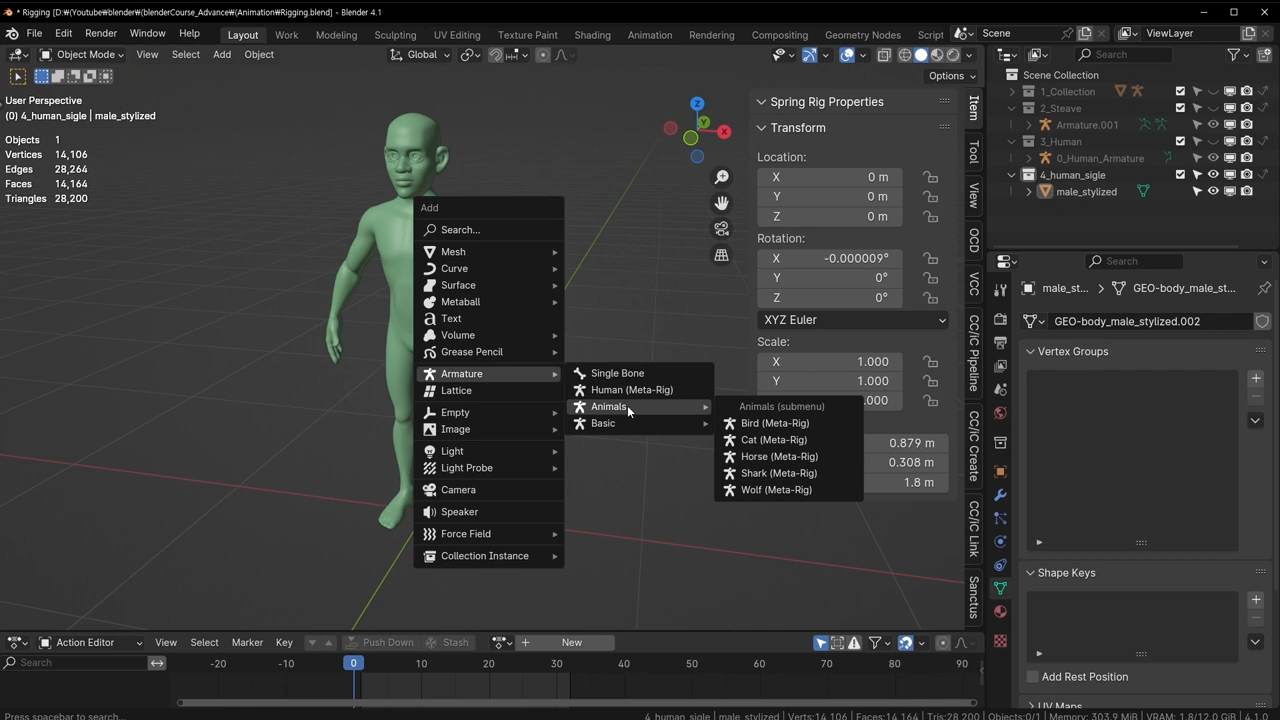 * Rigging [D:₩(Youtube₩blender₩(blenderCourse_Advance₩(Animation₩Rigging.blend] - Blender 4.1
File Edit Render Window Help Layout Work Modeling Sculpting UV Editing Texture Paint Shading Animation Rendering Compositing Geometry Nodes Script Scene ViewLayer
Object Mode View Select Add Object Global Search
Options
User Perspective
(0) 4_human_sigle | male_stylized
Objects 1
Vertices 14,106
Edges 28,264
Faces 14,164
Triangles 28,200
Z
Y
X
Add
Search...
Mesh
Curve
Surface
Metaball
Text
Volume
Grease Pencil
Armature
Lattice
Empty
Image
Light
Light Probe
Camera
Speaker
Force Field
Collection Instance
Single Bone
Human (Meta-Rig)
Animals
Basic
Animals (submenu)
Bird (Meta-Rig)
Cat (Meta-Rig)
Horse (Meta-Rig)
Shark (Meta-Rig)
Wolf (Meta-Rig)
Spring Rig Properties
Transform
Location:
X 0 m
Y 0 m
Z 0 m
Rotation:
X -0.000009°
Y 0°
Z 0°
XYZ Euler
Scale:
X 1.000
Y 1.000
.000
0.879 m
0.308 m
1.8 m
Item
Tool
View
OCD
VCC
CC/iC Pipeline
CC/iC Create
CC/iC Link
Sanctus
Scene Collection
1_Collection
2_Steave
Armature.001
3_Human
0_Human_Armature
4_human_sigle
male_stylized
Search
male_st... GEO-body_male_st...
GEO-body_male_stylized.002
Vertex Groups
Shape Keys
Add Rest Position
UV Maps
Action Editor View Select Marker Key Push Down Stash New
Search -20 -10 0 10 20 30 40 50 60 70 80 90
Press spacebar to search... 4_human_sigle | male_stylized | Verts:14,106 | Faces:14,164 | Tris:28,200 | Objects:0/1 | Memory: 303.9 MiB | VRAM: 1.8/12.0 GiB | 4.1.0